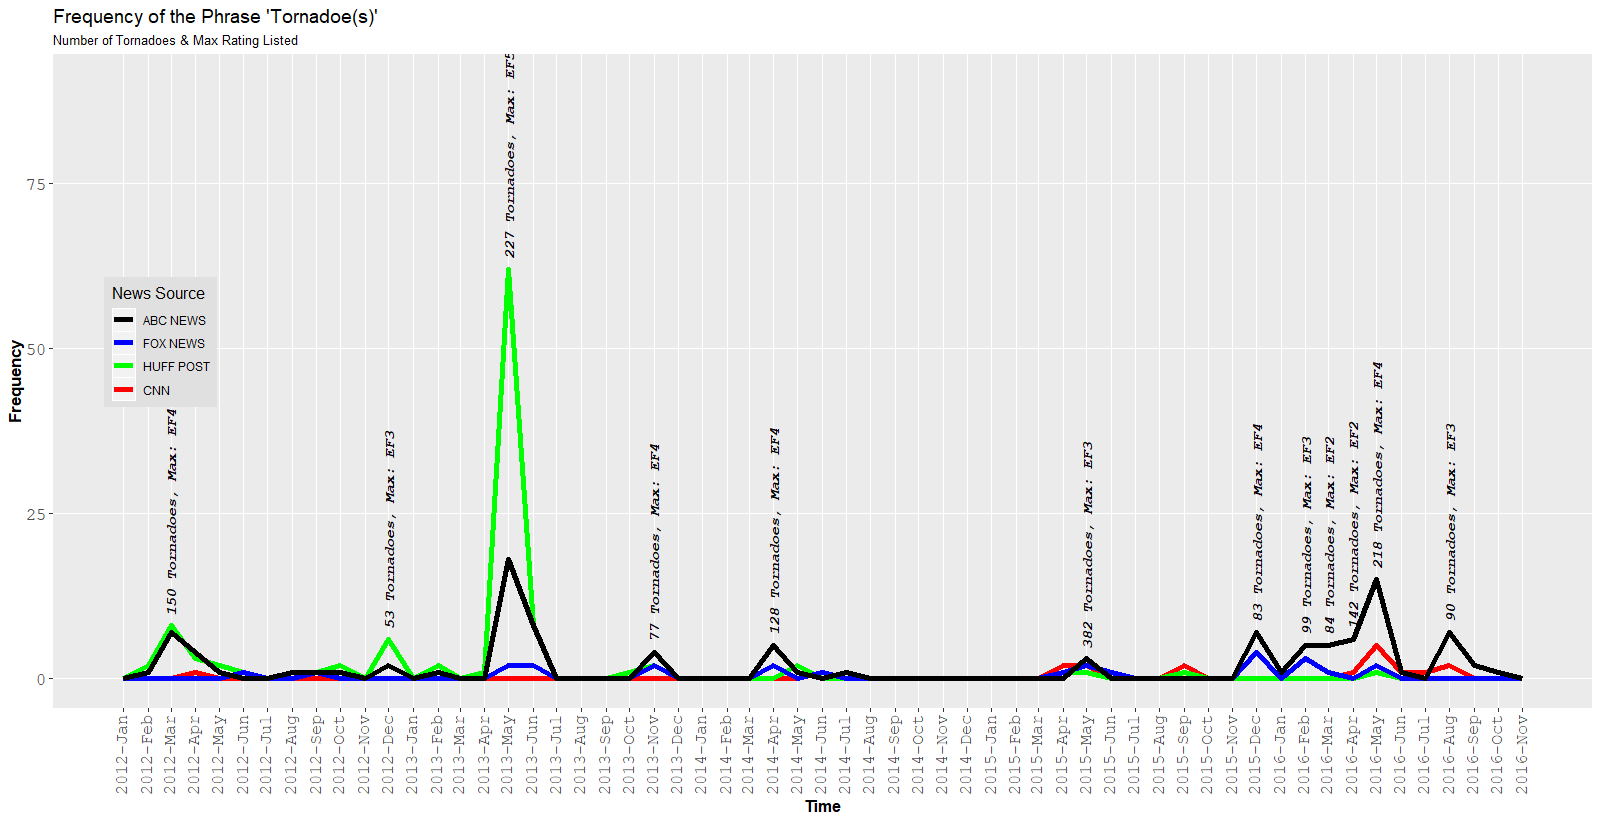 Frequency of the Phrase 'Tornadoe(s)'
Number of Tornadoes & Max Rating Listed
Frequency
75
50
25
0
News Source
ABC NEWS
FOX NEWS
HUFF POST
CNN
150 Tornadoes, Max: EF4
53 Tornadoes, Max: EF3
227 Tornadoes, Max: EF5
77 Tornadoes, Max: EF4
128 Tornadoes, Max: EF4
382 Tornadoes, Max: EF3
83 Tornadoes, Max: EF4
99 Tornadoes, Max: EF3
84 Tornadoes, Max: EF2
142 Tornadoes, Max: EF2
218 Tornadoes, Max: EF4
90 Tornadoes, Max: EF3
2012-Jan
2012-Feb
2012-Mar
2012-Apr
2012-May
2012-Jun
2012-Jul
2012-Aug
2012-Sep
2012-Oct
2012-Nov
2012-Dec
2013-Jan
2013-Feb
2013-Mar
2013-Apr
2013-May
2013-Jun
2013-Jul
2013-Aug
2013-Sep
2013-Oct
2013-Nov
2013-Dec
2014-Jan
2014-Feb
2014-Mar
2014-Apr
2014-May
2014-Jun
2014-Jul
2014-Aug
2014-Sep
2014-Oct
2014-Nov
2014-Dec
2015-Jan
2015-Feb
2015-Mar
2015-Apr
2015-May
2015-Jun
2015-Jul
2015-Aug
2015-Sep
2015-Oct
2015-Nov
2015-Dec
2016-Jan
2016-Feb
2016-Mar
2016-Apr
2016-May
2016-Jun
2016-Jul
2016-Aug
2016-Sep
2016-Oct
2016-Nov
Time